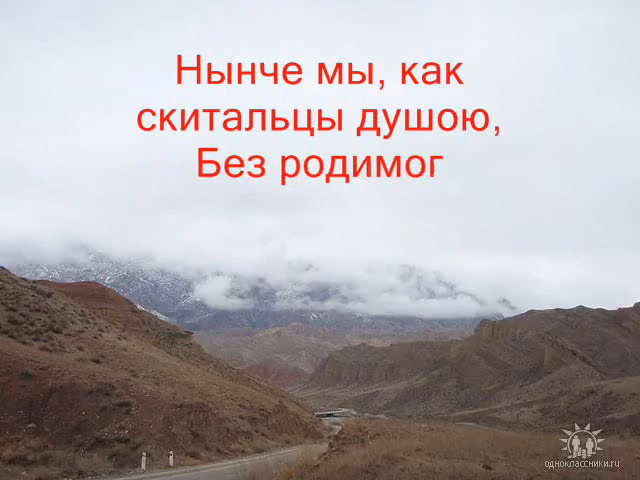 Нынче мы, как
скитальцы душою,
Без родимог
одноклассники.ru